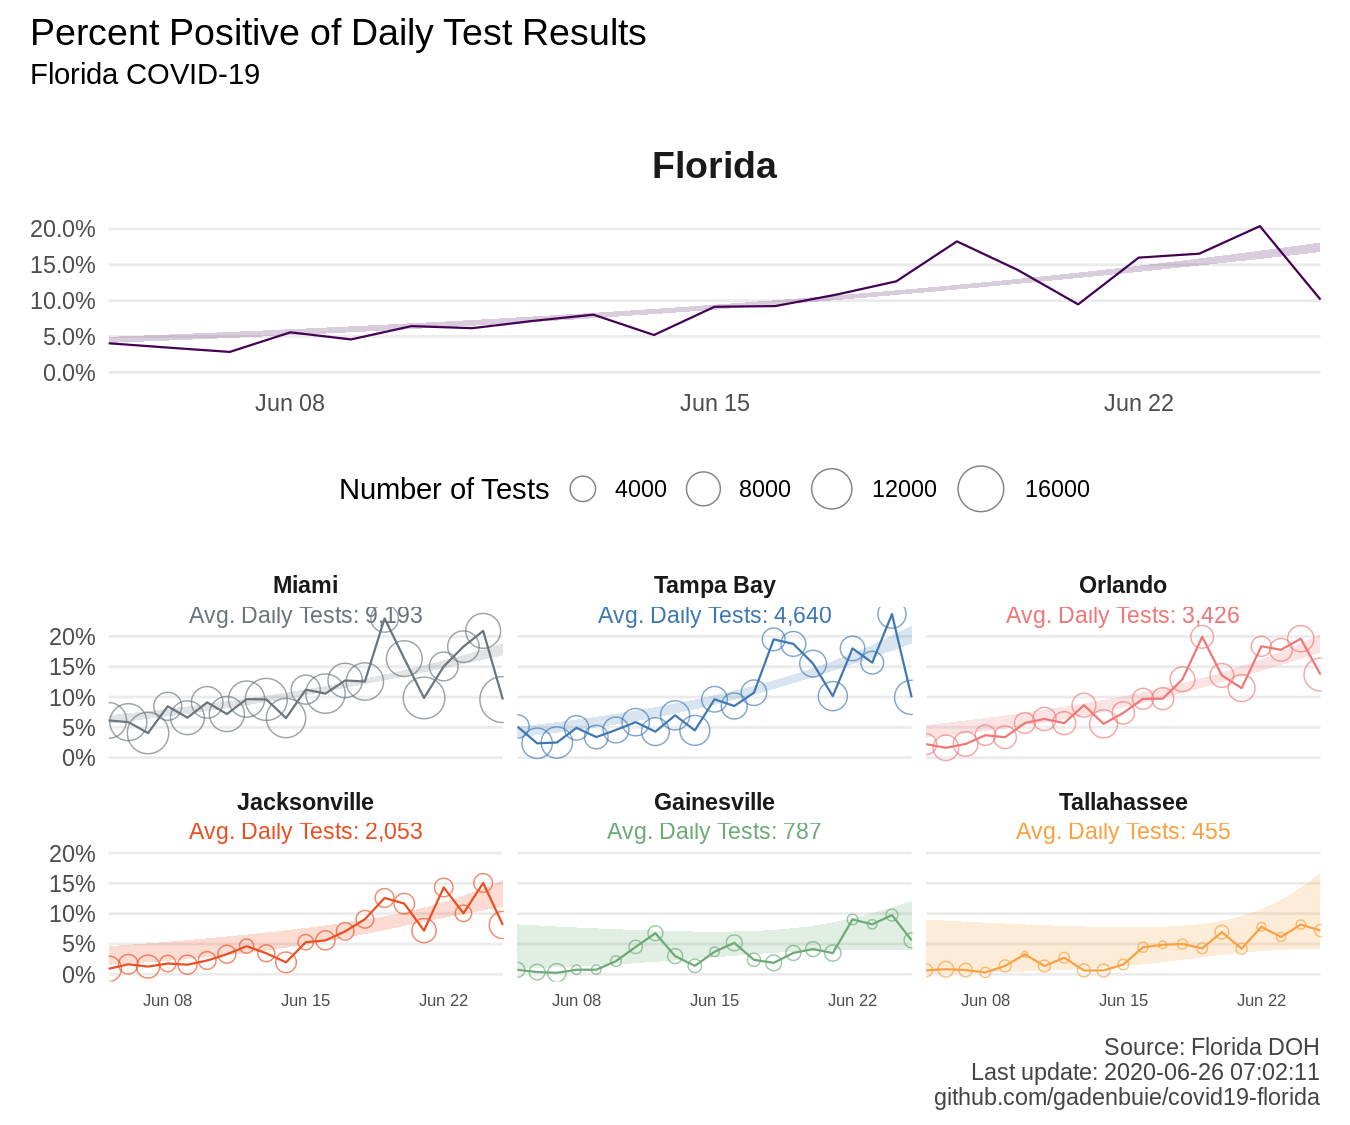 Percent Positive of Daily Test Results
Florida COVID-19
Florida
20.0%
15.0%
10.0%
5.0%
0.0%
Jun 08 Jun 15 Jun 22
Number of Tests 4000 8000 12000 16000
Miami Tampa Bay Orlando
Avg. Daily Tests: 9,193 Avg. Daily Tests: 4,640 Avg. Daily Tests: 3,426
20%
15%
10%
5%
0%
Jacksonville Gainesville Tallahassee
Avg. Daily Tests: 2,053 Avg. Daily Tests: 787 Avg. Daily Tests: 455
20%
15%
10%
5%
0%
Jun 08 Jun 15 Jun 22 Jun 08 Jun 15 Jun 22 Jun 08 Jun 15 Jun 22
Source: Florida DOH
Last update: 2020-06-26 07:02:11
github.com/gadenbuie/covid19-florida